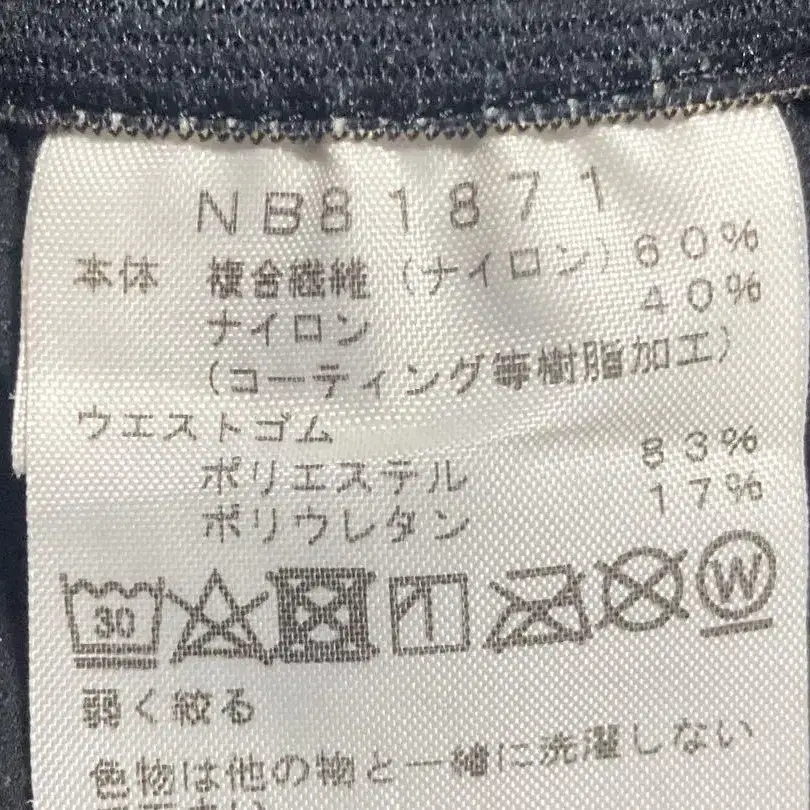 NB81871
本体 複合繊維(ナイロン) 60%
ナイロン 40%
(コーティング等樹脂加工)
ウエストゴム
ポリエステル 83%
ポリウレタン 17%
30 W
弱く絞る
色物は他の物と一緒に洗濯しない